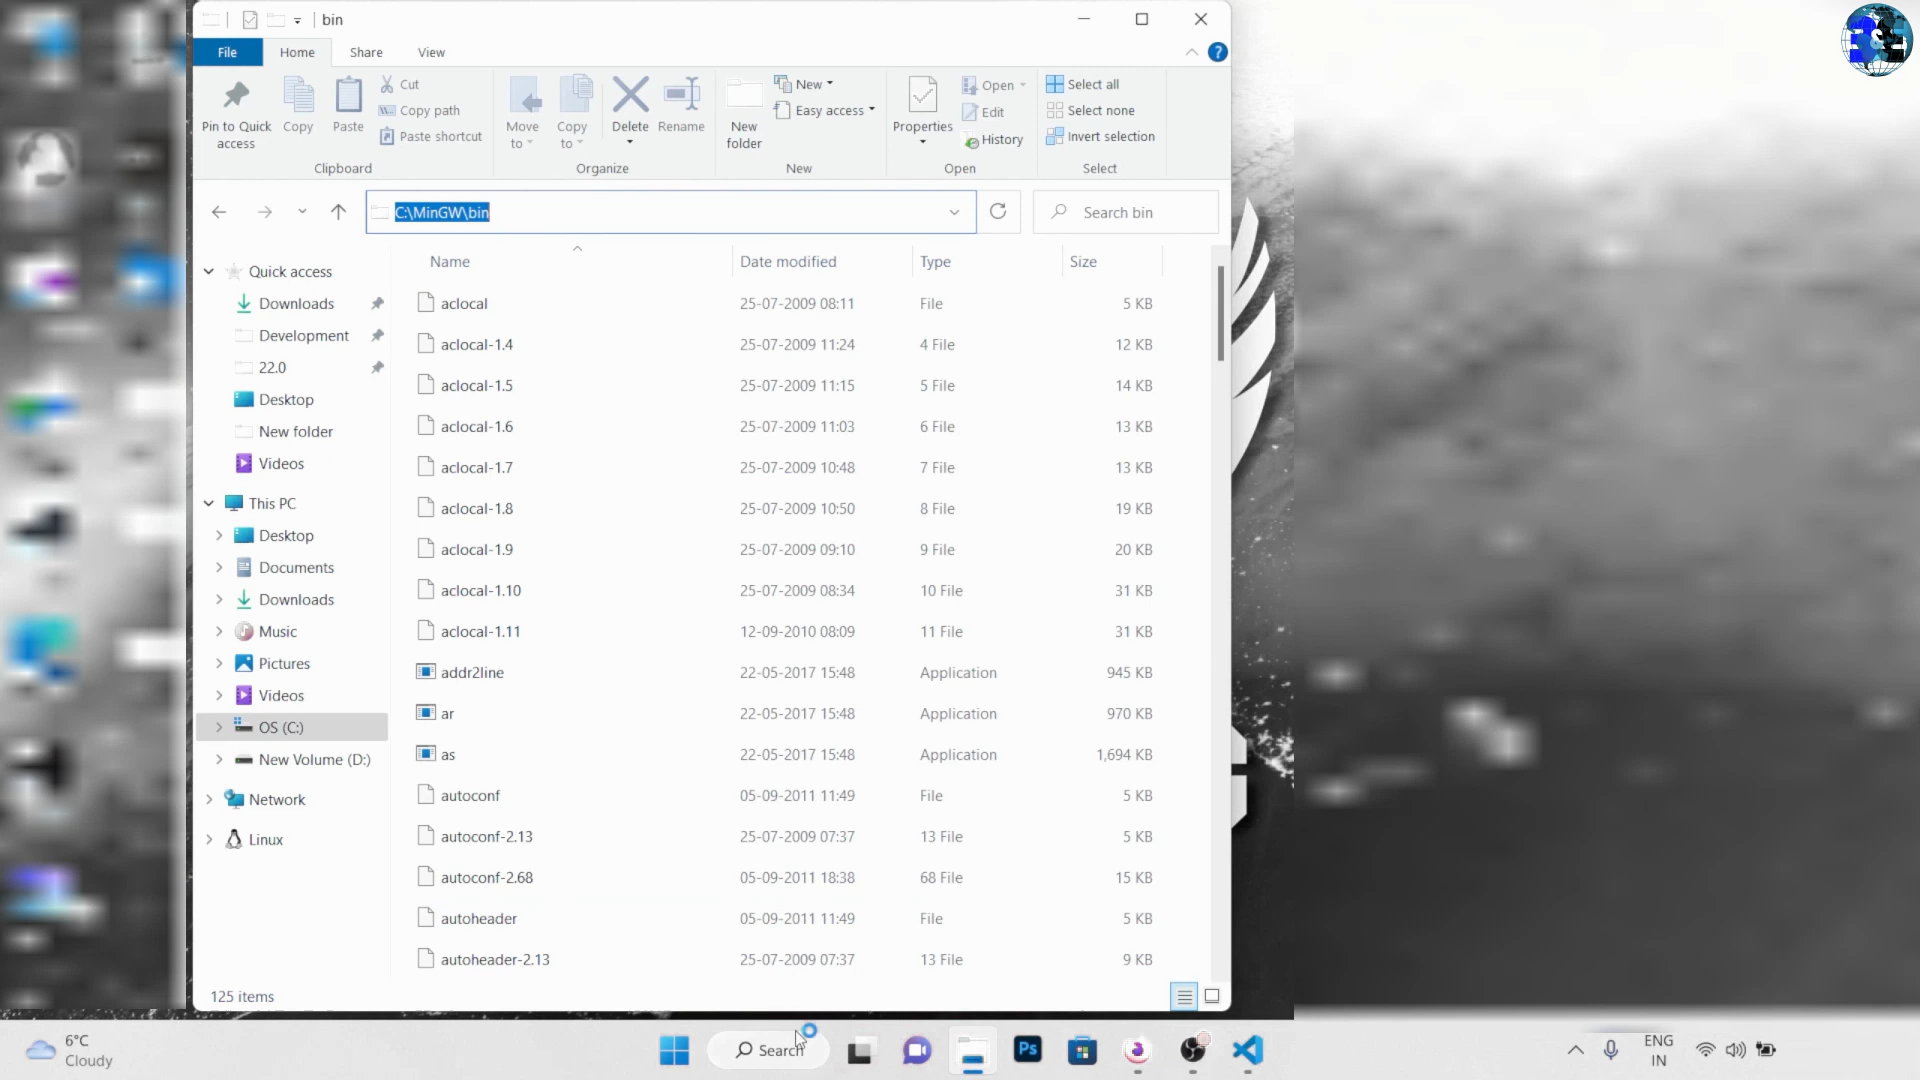 bin
File Home Share View
Pin to Quick access
Copy
Paste
Cut
Copy path
Paste shortcut
Clipboard
Move to
Copy to
Delete
Rename
Organize
New folder
New
Easy access
New
Properties
Open
Edit
History
Open
Select all
Select none
Invert selection
Select
C:\MinGW\bin
Search bin
Quick access
Downloads
Development
22.0
Desktop
New folder
Videos
This PC
Desktop
Documents
Downloads
Music
Pictures
Videos
OS (C:)
New Volume (D:)
Network
Linux
Name Date modified Type Size
aclocal 25-07-2009 08:11 File 5 KB
aclocal-1.4 25-07-2009 11:24 4 File 12 KB
aclocal-1.5 25-07-2009 11:15 5 File 14 KB
aclocal-1.6 25-07-2009 11:03 6 File 13 KB
aclocal-1.7 25-07-2009 10:48 7 File 13 KB
aclocal-1.8 25-07-2009 10:50 8 File 19 KB
aclocal-1.9 25-07-2009 09:10 9 File 20 KB
aclocal-1.10 25-07-2009 08:34 10 File 31 KB
aclocal-1.11 12-09-2010 08:09 11 File 31 KB
addr2line 22-05-2017 15:48 Application 945 KB
ar 22-05-2017 15:48 Application 970 KB
as 22-05-2017 15:48 Application 1,694 KB
autoconf 05-09-2011 11:49 File 5 KB
autoconf-2.13 25-07-2009 07:37 13 File 5 KB
autoconf-2.68 05-09-2011 18:38 68 File 15 KB
autoheader 05-09-2011 11:49 File 5 KB
autoheader-2.13 25-07-2009 07:37 13 File 9 KB
125 items
6°C
Cloudy
Search
Ps
ENG
IN